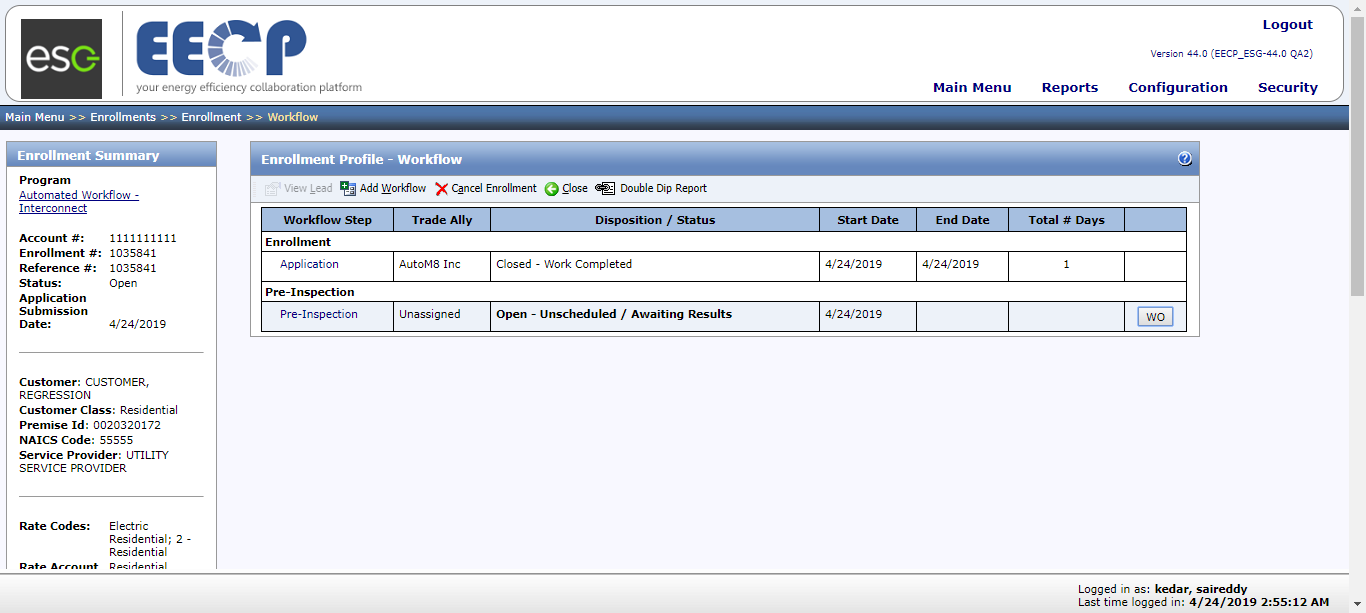 esg
EECP
your energy efficiency collaboration platform
Logout
Version 44.0 (EECP_ESG-44.0 QA2)
Main Menu Reports Configuration Security
Main Menu >> Enrollments >> Enrollment >> Workflow
Enrollment Summary
Program
Automated Workflow -
Interconnect
Account #: 1111111111
Enrollment #: 1035841
Reference #: 1035841
Status: Open
Application
Submission
Date: 4/24/2019
Customer: CUSTOMER,
REGRESSION
Customer Class: Residential
Premise Id: 0020320172
NAICS Code: 55555
Service Provider: UTILITY
SERVICE PROVIDER
Rate Codes: Electric
Residential; 2 -
Residential
Rate Account Residential
Enrollment Profile - Workflow
?
View Lead Add Workflow Cancel Enrollment Close Double Dip Report
Workflow Step Trade Ally Disposition / Status Start Date End Date Total # Days
Enrollment
Application AutoM8 Inc Closed - Work Completed 4/24/2019 4/24/2019 1
Pre-Inspection
Pre-Inspection Unassigned Open - Unscheduled / Awaiting Results 4/24/2019 WO
Logged in as: kedar, saireddy
Last time logged in: 4/24/2019 2:55:12 AM